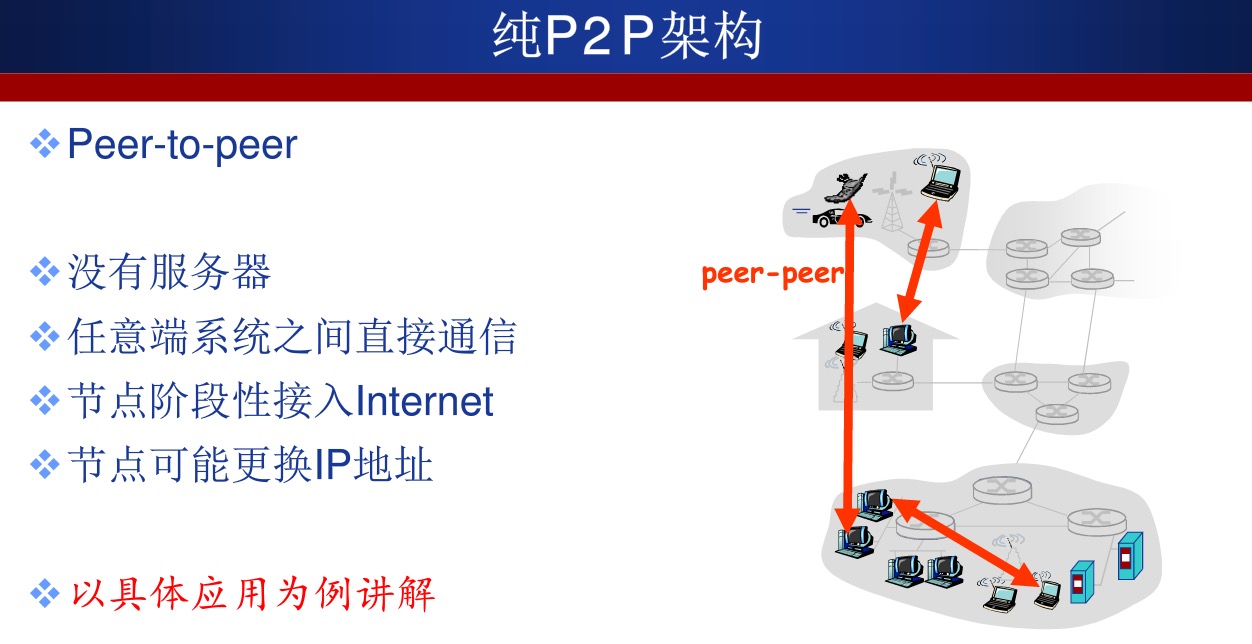 纯P2P架构
Peer-to-peer
没有服务器
任意端系统之间直接通信
节点阶段性接入Internet
节点可能更换IP地址
以具体应用为例讲解
peer-peer